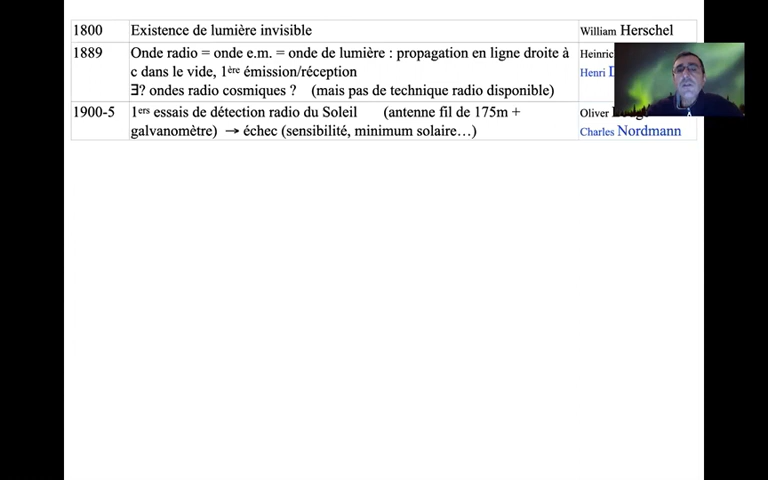 1800 Existence de lumière invisible William Herschel
1889 Onde radio = onde e.m. = onde de lumière : propagation en ligne droite à
c dans le vide, 1ère émission/réception Henri
∃? ondes radio cosmiques ? (mais pas de technique radio disponible)
1900-5 1ers essais de détection radio du Soleil (antenne fil de 175m + Oliver
galvanomètre) → échec (sensibilité, minimum solaire…) Charles Nordmann